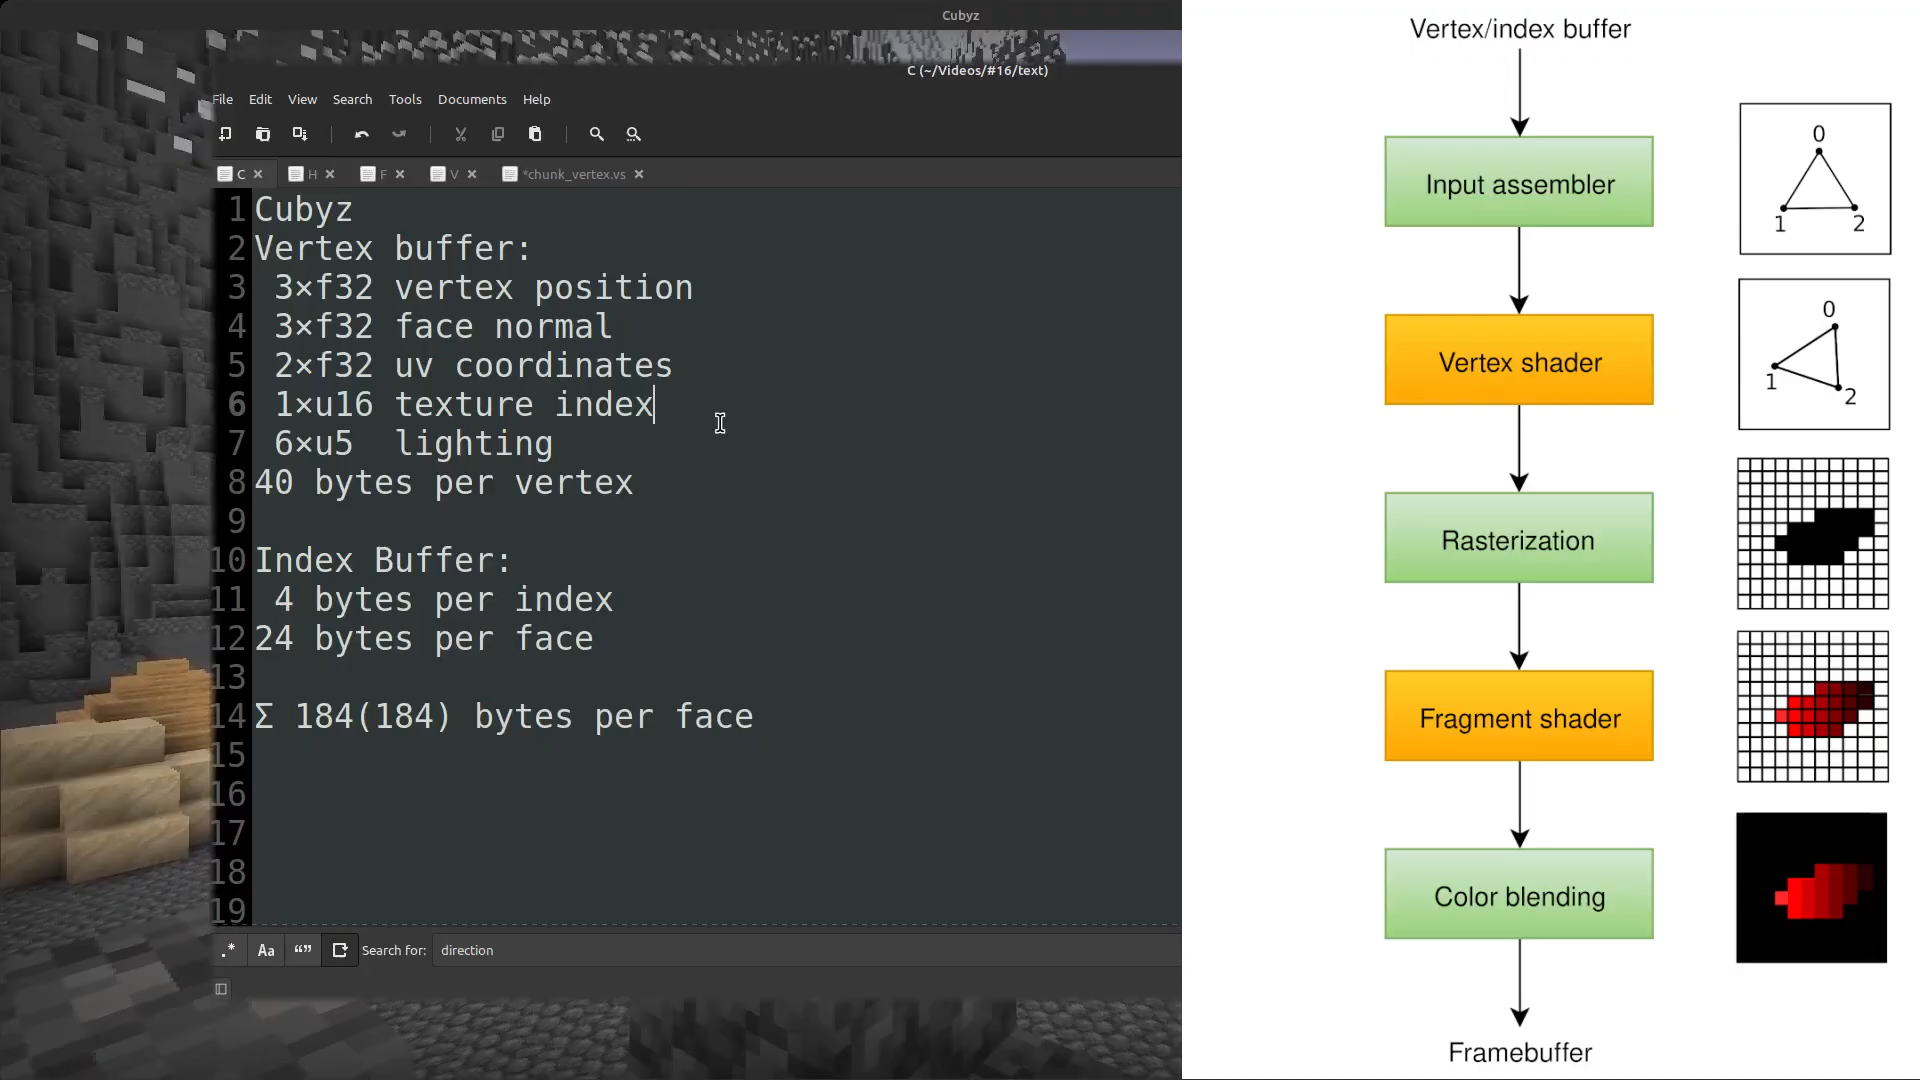 Cubyz
C (~/Videos/#16/text)
File Edit View Search Tools Documents Help
C H F V *chunk_vertex.vs
1 Cubyz
2 Vertex buffer:
3 3×f32 vertex position
4 3×f32 face normal
5 2×f32 uv coordinates
6 1×u16 texture index
7 6×u5 lighting
8 40 bytes per vertex
9
10 Index Buffer:
11 4 bytes per index
12 24 bytes per face
13
14 Σ 184(184) bytes per face
15
16
17
18
19
.* Aa “” Search for: direction
Vertex/index buffer
Input assembler
0
1 2
Vertex shader
0
1
2
Rasterization
Fragment shader
Color blending
Framebuffer